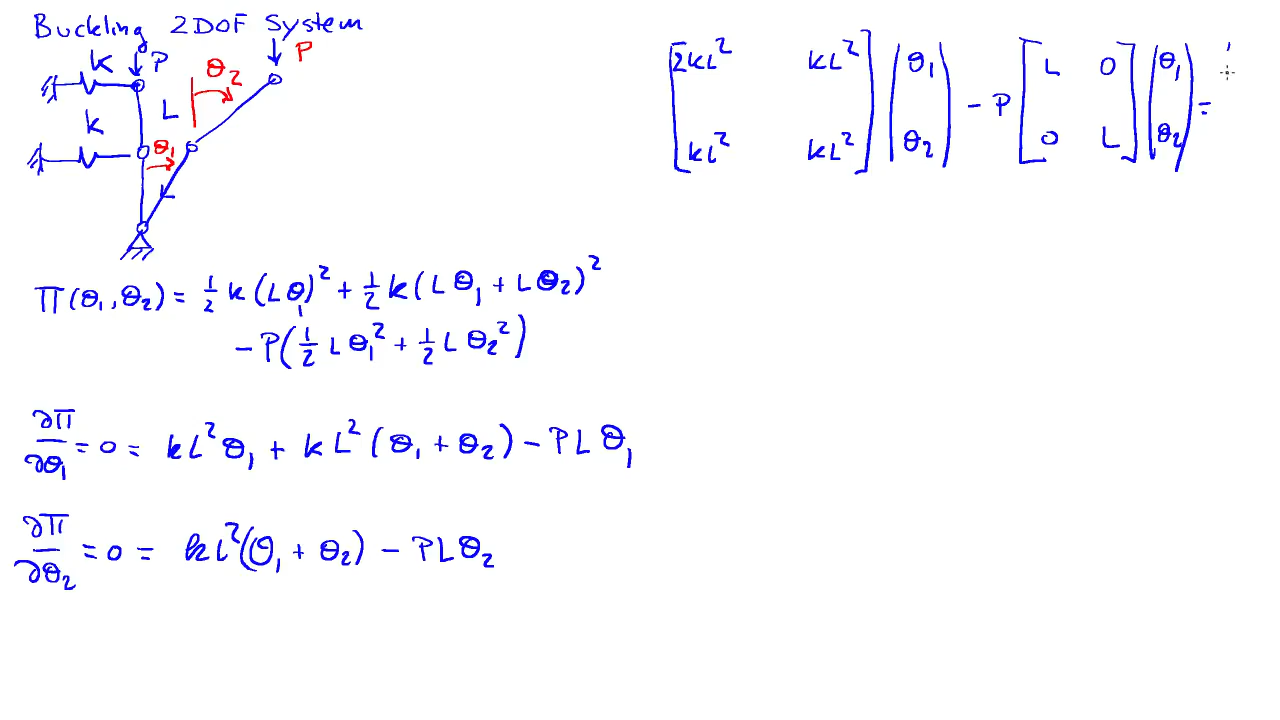 Buckling 2DOF System
P
k P θ₂
L
k θ₁
L
Π(θ₁,θ₂) = ½ k(Lθ₁)² + ½ k(Lθ₁ + Lθ₂)²
− P(½ Lθ₁² + ½ Lθ₂²)
∂Π/∂θ₁ = 0 = kL²θ₁ + kL²(θ₁ + θ₂) − PLθ₁
∂Π/∂θ₂ = 0 = kL²(θ₁ + θ₂) − PLθ₂
[2kL² kL²] (θ₁) − P [L 0] (θ₁) =
[kL² kL²] (θ₂) [0 L] (θ₂)